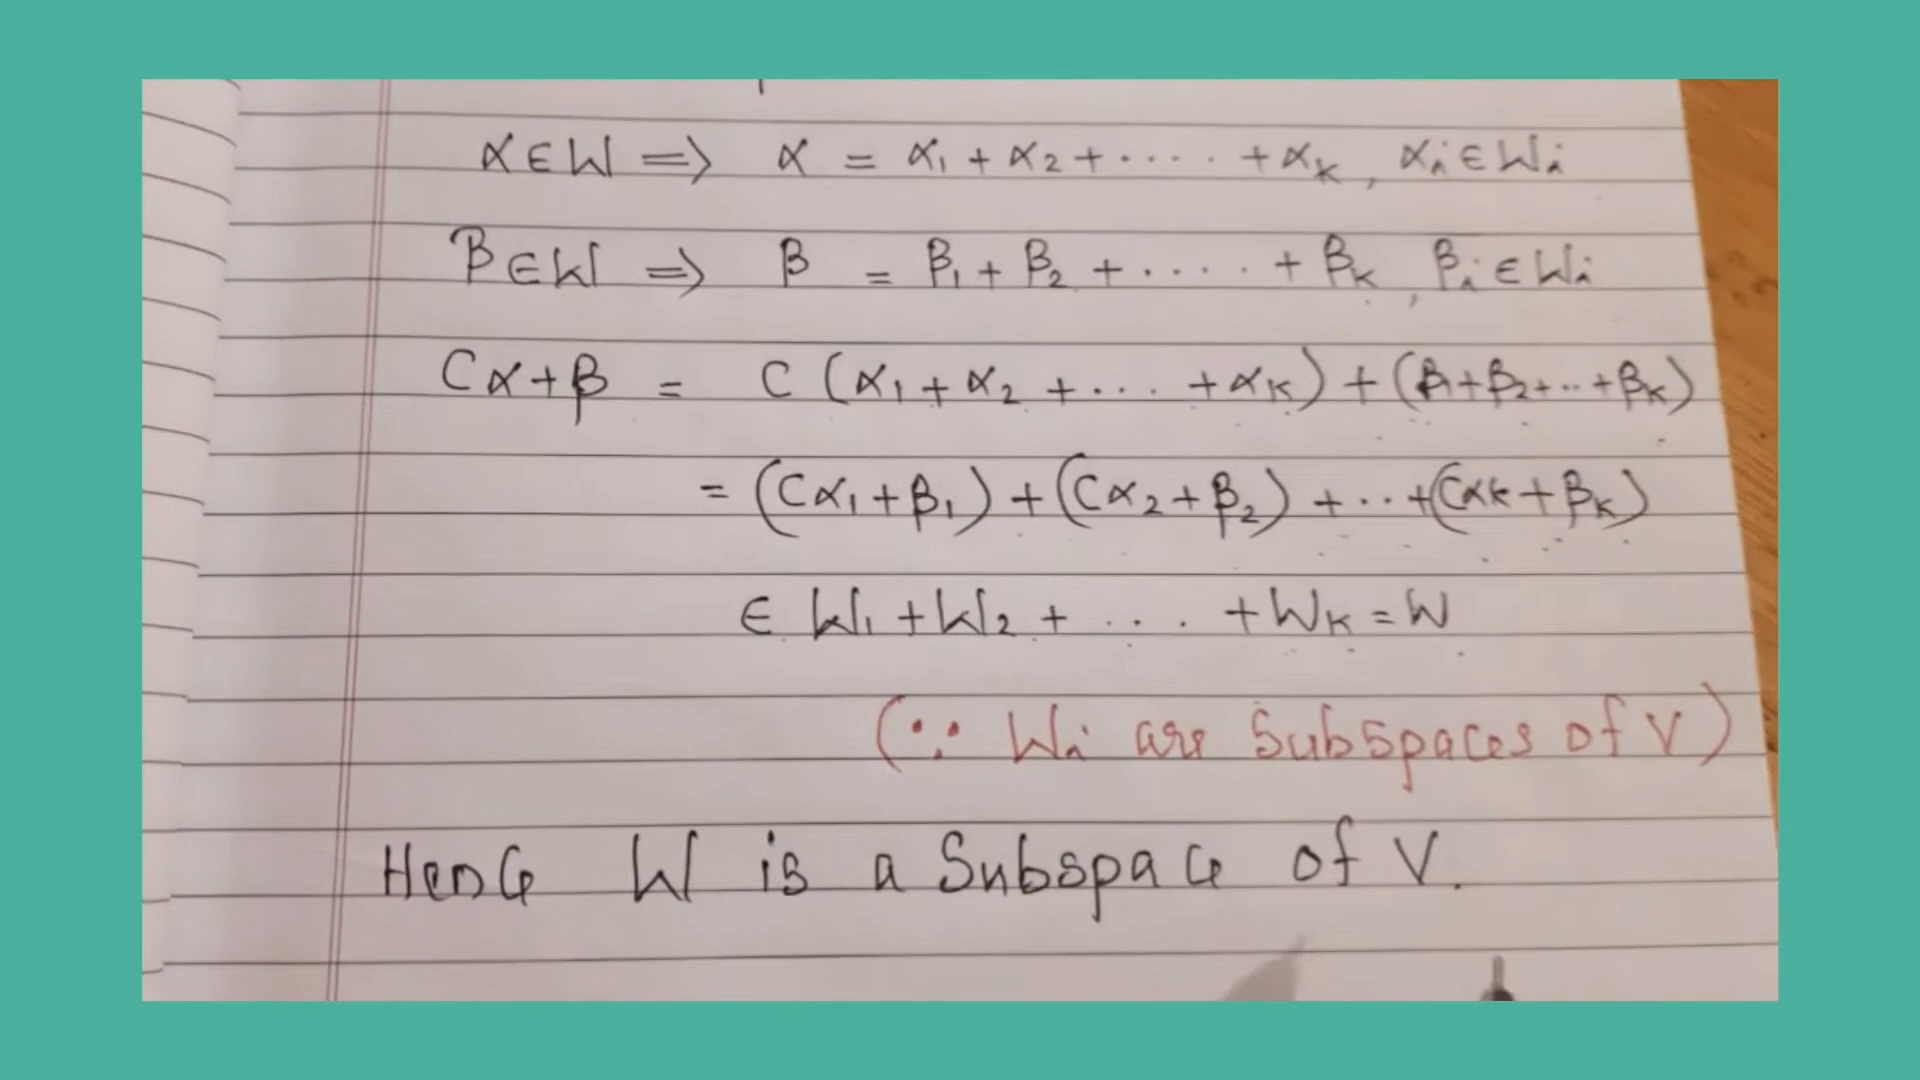 α ∈ W ⇒ α = α₁ + α₂ + ..... + αₖ, αᵢ ∈ Wᵢ
β ∈ W ⇒ β = β₁ + β₂ + ..... + βₖ, βᵢ ∈ Wᵢ
Cα + β = C (α₁ + α₂ + .... + αₖ) + (β₁ + β₂ + .. + βₖ)
= (Cα₁ + β₁) + (Cα₂ + β₂) + .. + (Cαₖ + βₖ)
∈ W₁ + W₂ + .... + Wₖ = W
(∵ Wᵢ are Subspaces of V)
Hence W is a Subspace of V.